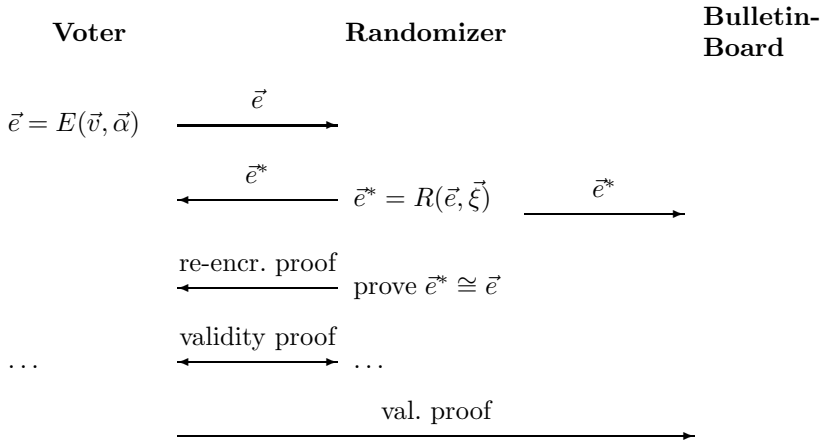 Voter Randomizer Bulletin-
Board
e⃗
e⃗ = E(v⃗, α⃗)
e⃗* e⃗*
e⃗* = R(e⃗, ξ⃗)
re-encr. proof
prove e⃗* ≅ e⃗
validity proof
... ...
val. proof